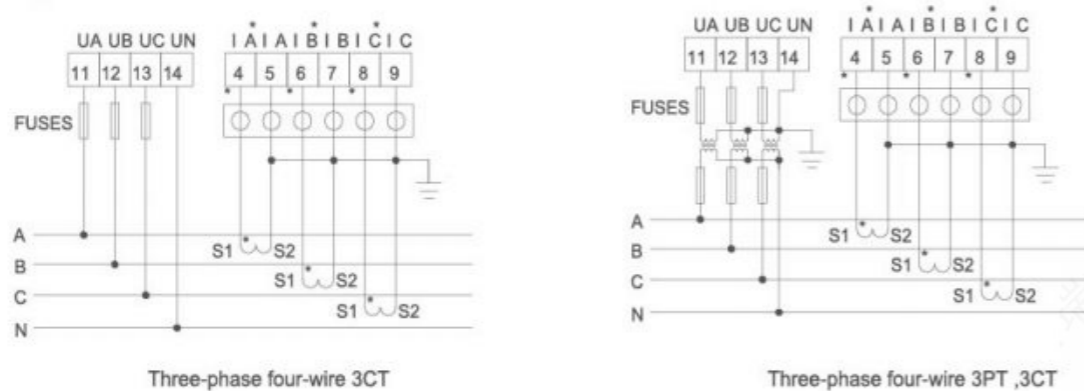 UA UB UC UN
I A* I A I B* I B I C* I C
11 12 13 14
4 5 6 7 8 9
* * *
FUSES
A
S1 * S2
B
S1 * S2
C
S1 * S2
N
Three-phase four-wire 3CT
I A* I A I B* I B I C* I C
UA UB UC UN
11 12 13 14
4 5 6 7 8 9
* * *
FUSES
A
S1 * S2
B
S1 * S2
C
S1 * S2
N
Three-phase four-wire 3PT ,3CT